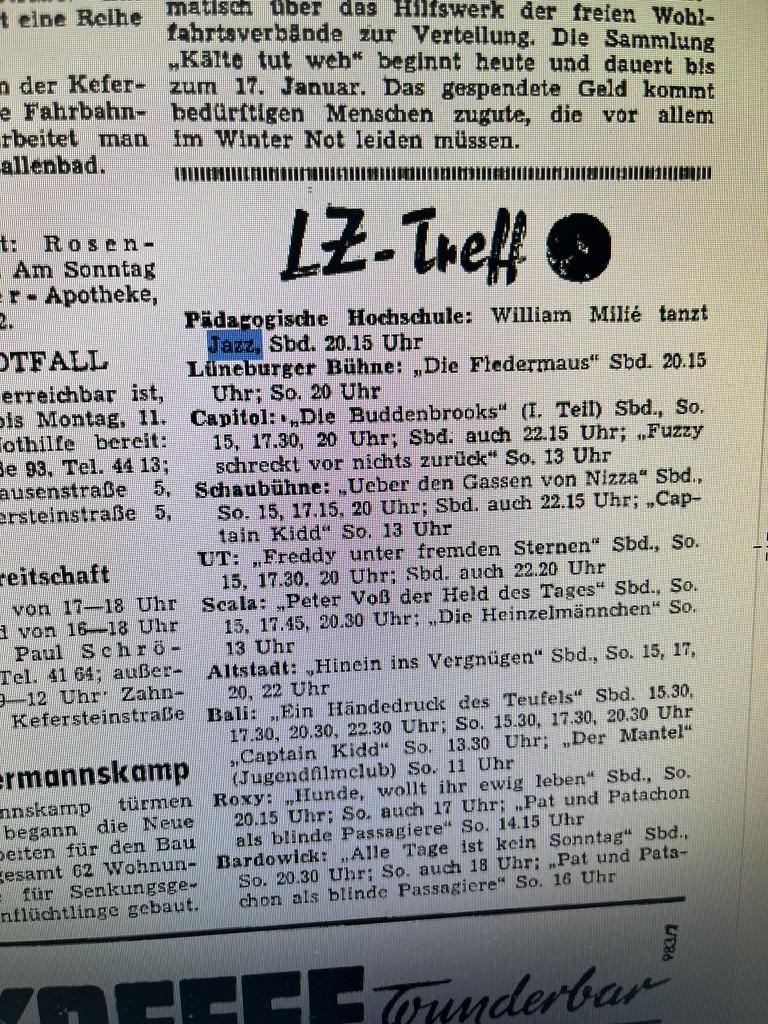 t eine Reihe
n der Kefer-
e Fahrbahn-
rbeitet man
allenbad.
t: Rosen-
Am Sonntag
r-Apotheke,
2.
OTFALL
erreichbar ist,
bis Montag, 11.
Nothilfe bereit:
ße 93, Tel. 44 13;
ausenstraße 5,
ersteinstraße 5,
reitschaft
von 17—18 Uhr
d von 16—18 Uhr
Paul Schrö-
Tel. 41 64; außer-
9—12 Uhr Zahn-
Kefersteinstraße
ermannskamp
nnskamp türmen
begann die Neue
beiten für den Bau
gesamt 62 Wohnun-
für Senkungsge-
nflüchtlinge gebaut.
matisch über das Hilfswerk der freien Wohl-
fahrtsverbände zur Verteilung. Die Sammlung
„Kälte tut weh“ beginnt heute und dauert bis
zum 17. Januar. Das gespendete Geld kommt
bedürftigen Menschen zugute, die vor allem
im Winter Not leiden müssen.
LZ-Treff
Pädagogische Hochschule: William Milié tanzt
Jazz, Sbd. 20.15 Uhr
Lüneburger Bühne: „Die Fledermaus“ Sbd. 20.15
Uhr; So. 20 Uhr
Capitol: „Die Buddenbrooks“ (I. Teil) Sbd., So.
15, 17.30, 20 Uhr; Sbd. auch 22.15 Uhr; „Fuzzy
schreckt vor nichts zurück“ So. 13 Uhr
Schaubühne: „Ueber den Gassen von Nizza“ Sbd.,
So. 15, 17.15, 20 Uhr; Sbd. auch 22.15 Uhr; „Cap-
tain Kidd“ So. 13 Uhr
UT: „Freddy unter fremden Sternen“ Sbd., So.
15, 17.30, 20 Uhr; Sbd. auch 22.20 Uhr
Scala: „Peter Voß der Held des Tages“ Sbd., So.
15, 17.45, 20.30 Uhr; „Die Heinzelmännchen“ So.
13 Uhr
Altstadt: „Hinein ins Vergnügen“ Sbd., So. 15, 17,
20, 22 Uhr
Bali: „Ein Händedruck des Teufels“ Sbd. 15.30,
17.30, 20.30, 22.30 Uhr; So. 15.30, 17.30, 20.30 Uhr
„Captain Kidd“ So. 13.30 Uhr; „Der Mantel“
(Jugendfilmclub) So. 11 Uhr
Roxy: „Hunde, wollt ihr ewig leben“ Sbd., So.
20.15 Uhr; So. auch 17 Uhr; „Pat und Patachon
als blinde Passagiere“ So. 14.15 Uhr
Bardowick: „Alle Tage ist kein Sonntag“ Sbd.,
So. 20.30 Uhr; So. auch 18 Uhr; „Pat und Pata-
chon als blinde Passagiere“ So. 16 Uhr
983/2
wunderbar